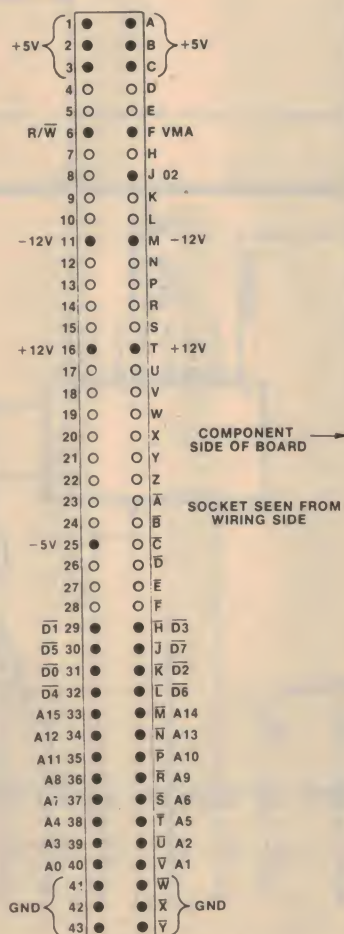 1 A
+5V 2 B +5V
3 C
4 D
5 E
R/W̅ 6 F VMA
7 H
8 J 02
9 K
10 L
-12V 11 M -12V
12 N
13 P
14 R
15 S
+12V 16 T +12V
17 U
18 V
19 W
20 X
21 Y
22 Z
23 A̅
24 B̅
-5V 25 C̅
26 D̅
27 E̅
28 F̅
COMPONENT
SIDE OF BOARD
SOCKET SEEN FROM
WIRING SIDE
D̅1̅ 29 H̅ D̅3̅
D̅5̅ 30 J̅ D̅7̅
D̅0̅ 31 K̅ D̅2̅
D̅4̅ 32 L̅ D̅6̅
A15 33 M̅ A14
A12 34 N̅ A13
A11 35 P̅ A10
A8 36 R̅ A9
A7 37 S̅ A6
A4 38 T̅ A5
A3 39 U̅ A2
A0 40 V̅ A1
41 W̅
GND 42 X̅ GND
43 Y̅